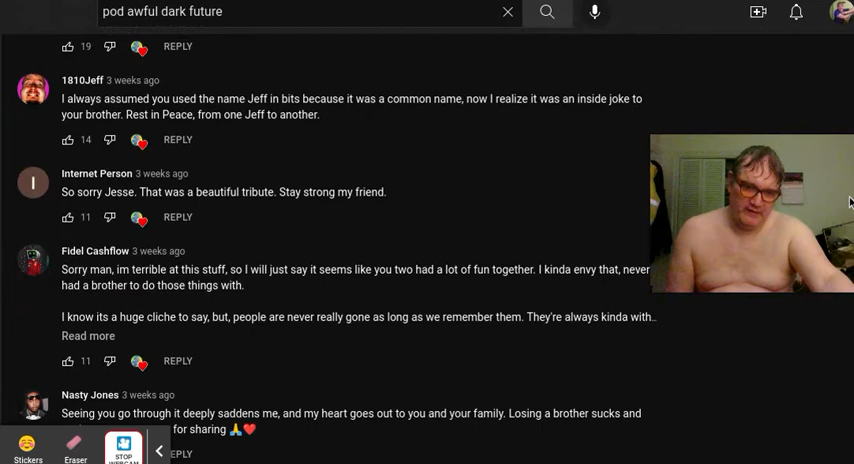 pod awful dark future
19 REPLY
1810Jeff 3 weeks ago
I always assumed you used the name Jeff in bits because it was a common name, now I realize it was an inside joke to
your brother. Rest in Peace, from one Jeff to another.
14 REPLY
I
Internet Person 3 weeks ago
So sorry Jesse. That was a beautiful tribute. Stay strong my friend.
11 REPLY
Fidel Cashflow 3 weeks ago
Sorry man, im terrible at this stuff, so I will just say it seems like you two had a lot of fun together. I kinda envy that, never
had a brother to do those things with.
I know its a huge cliche to say, but, people are never really gone as long as we remember them. They're always kinda with...
Read more
11 REPLY
Nasty Jones 3 weeks ago
Seeing you go through it deeply saddens me, and my heart goes out to you and your family. Losing a brother sucks and
for sharing 🙏❤️
REPLY
Stickers
Eraser
STOP
WEBCAM